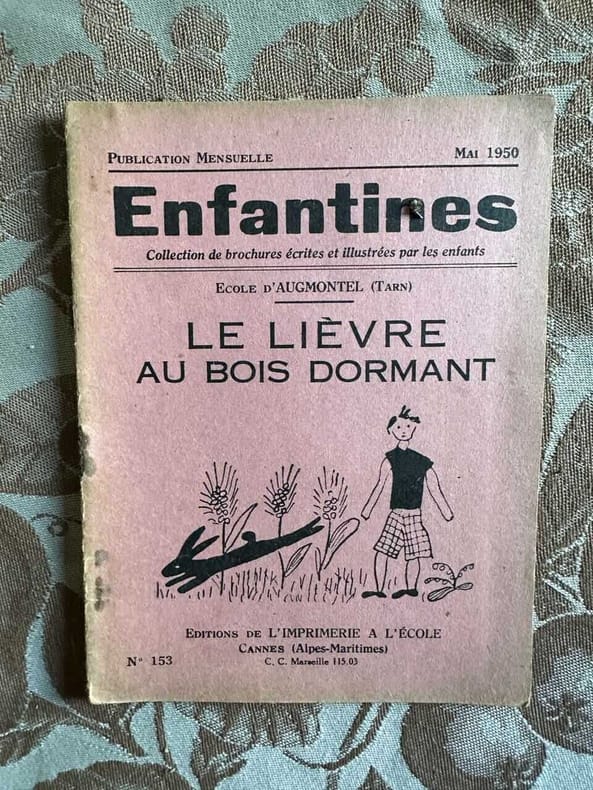 PUBLICATION MENSUELLE MAI 1950
Enfantines
Collection de brochures écrites et illustrées par les enfants
ECOLE D'AUGMONTEL (TARN)
LE LIÈVRE
AU BOIS DORMANT
EDITIONS DE L'IMPRIMERIE A L'ÉCOLE
CANNES (Alpes-Maritimes)
N° 153 C. C. Marseille 115.03